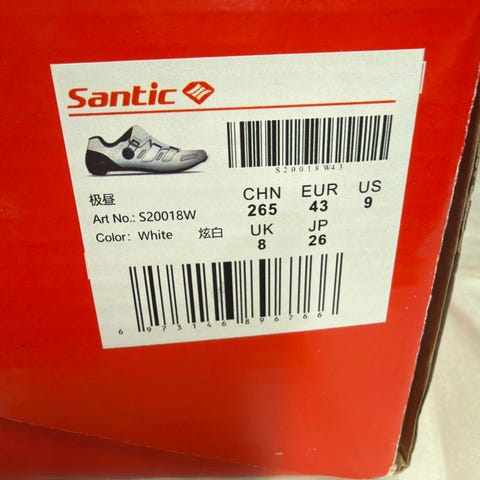 Santic
S20018W43
极昼
Art No.: S20018W
Color: White 炫白
CHN EUR US
265 43 9
UK JP
8 26
6 973146 896766